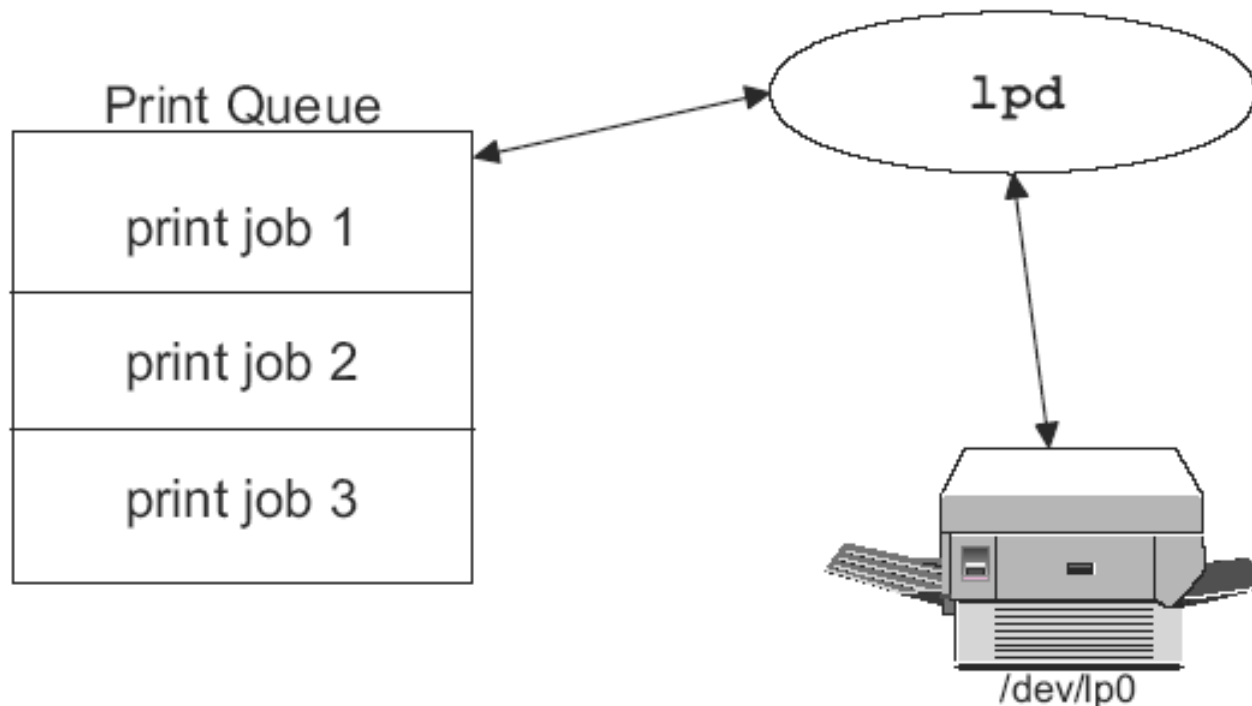 Print Queue
lpd
print job 1
print job 2
print job 3
/dev/lp0